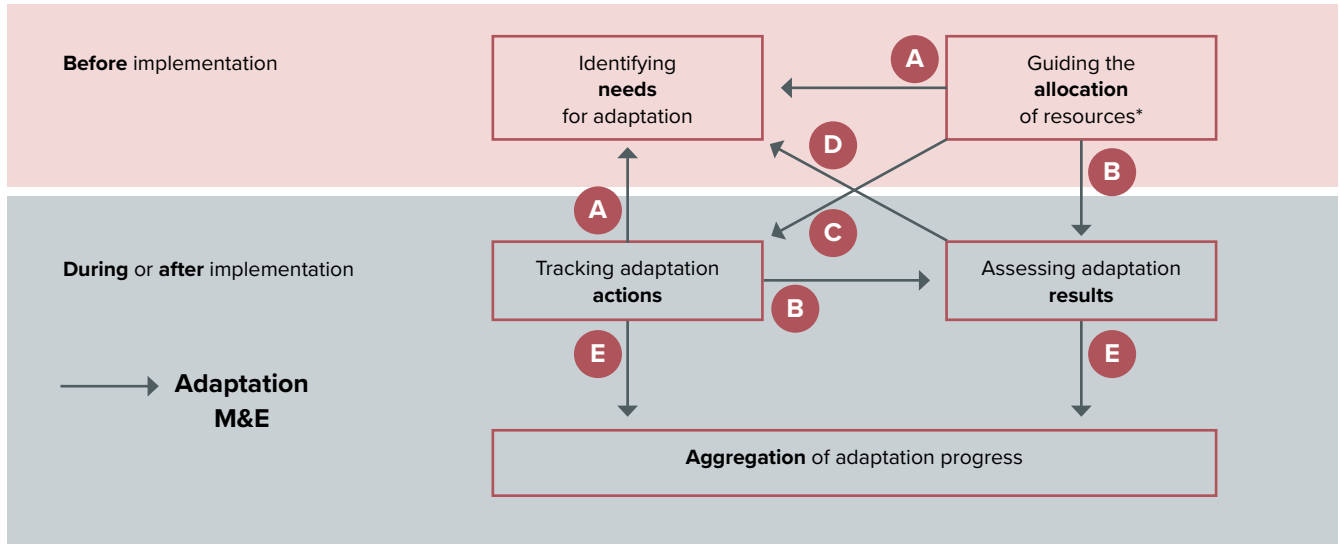 Before implementation
Identifying
needs
for adaptation
A
Guiding the
allocation
of resources*
D
B
A
C
During or after implementation
Tracking adaptation
actions
B
Assessing adaptation
results
E
E
Adaptation
M&E
Aggregation of adaptation progress